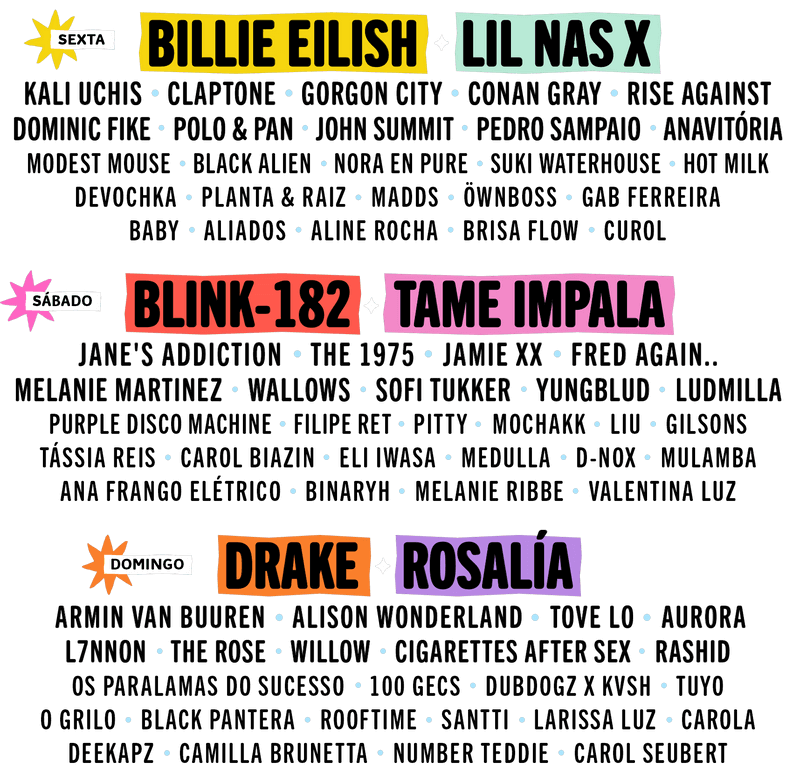 SEXTA
BILLIE EILISH LIL NAS X
KALI UCHIS • CLAPTONE • GORGON CITY • CONAN GRAY • RISE AGAINST
DOMINIC FIKE • POLO & PAN • JOHN SUMMIT • PEDRO SAMPAIO • ANAVITÓRIA
MODEST MOUSE • BLACK ALIEN • NORA EN PURE • SUKI WATERHOUSE • HOT MILK
DEVOCHKA • PLANTA & RAIZ • MADDS • ÖWNBOSS • GAB FERREIRA
BABY • ALIADOS • ALINE ROCHA • BRISA FLOW • CUROL
SÁBADO
BLINK-182 TAME IMPALA
JANE'S ADDICTION • THE 1975 • JAMIE XX • FRED AGAIN..
MELANIE MARTINEZ • WALLOWS • SOFI TUKKER • YUNGBLUD • LUDMILLA
PURPLE DISCO MACHINE • FILIPE RET • PITTY • MOCHAKK • LIU • GILSONS
TÁSSIA REIS • CAROL BIAZIN • ELI IWASA • MEDULLA • D-NOX • MULAMBA
ANA FRANGO ELÉTRICO • BINARYH • MELANIE RIBBE • VALENTINA LUZ
DOMINGO
DRAKE ROSALÍA
ARMIN VAN BUUREN • ALISON WONDERLAND • TOVE LO • AURORA
L7NNON • THE ROSE • WILLOW • CIGARETTES AFTER SEX • RASHID
OS PARALAMAS DO SUCESSO • 100 GECS • DUBDOGZ X KVSH • TUYO
O GRILO • BLACK PANTERA • ROOFTIME • SANTTI • LARISSA LUZ • CAROLA
DEEKAPZ • CAMILLA BRUNETTA • NUMBER TEDDIE • CAROL SEUBERT